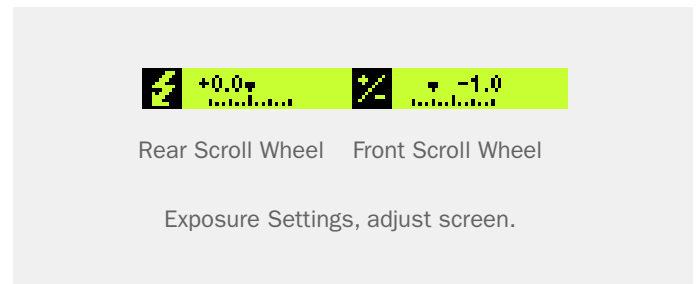 +0.0 -1.0
Rear Scroll Wheel Front Scroll Wheel
Exposure Settings, adjust screen.